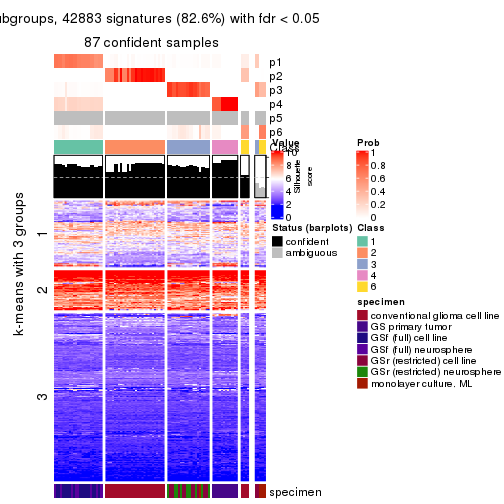 ubgroups, 42883 signatures (82.6%) with fdr < 0.05
87 confident samples
p1
p2
p3
p4
p5
p6
Class
Silhouette
score
k-means with 3 groups
1
2
3
specimen
Value
10
8
6
4
2
0
Prob
1
0.8
0.6
0.4
0.2
0
Status (barplots)
confident
ambiguous
Class
1
2
3
4
6
specimen
conventional glioma cell line
GS primary tumor
GSf (full) cell line
GSf (full) neurosphere
GSr (restricted) cell line
GSr (restricted) neurosphere
monolayer culture. ML